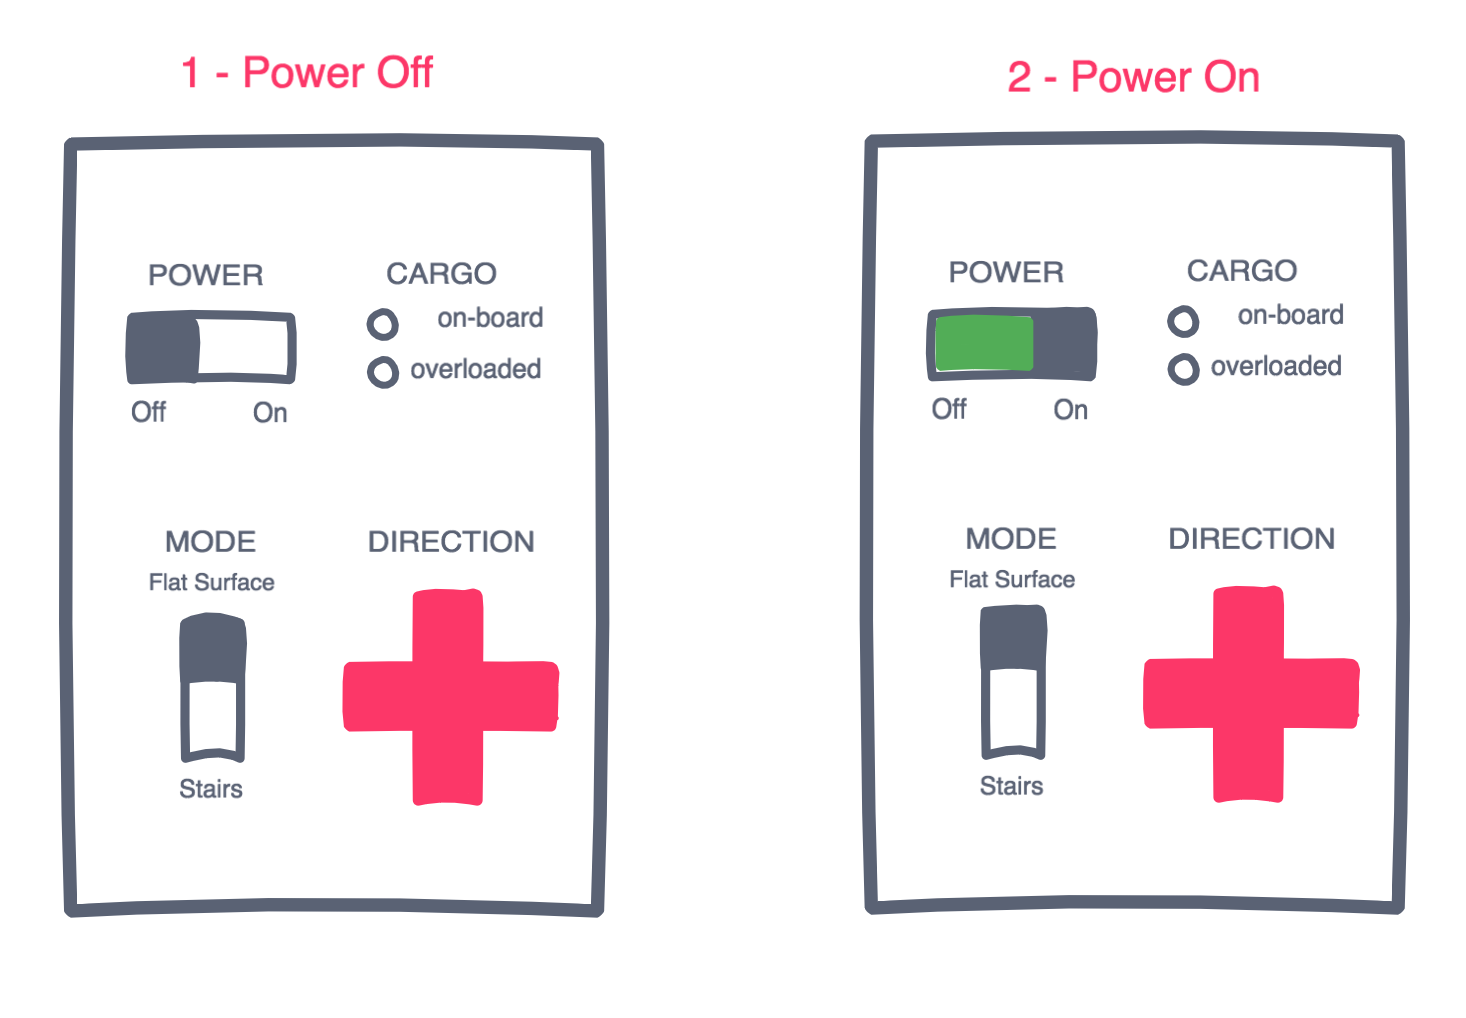 1 - Power Off
POWER
CARGO
on-board
overloaded
Off
On
MODE
DIRECTION
Flat Surface
Stairs
2 - Power On
POWER
CARGO
on-board
overloaded
Off
On
MODE
DIRECTION
Flat Surface
Stairs